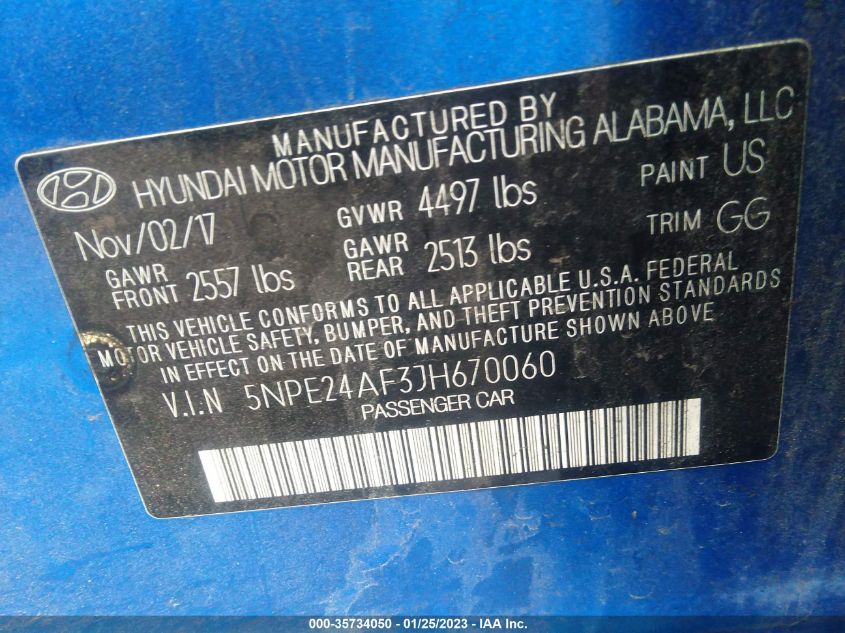 MANUFACTURED BY
HYUNDAI MOTOR MANUFACTURING ALABAMA, LLC
Nov/02/17 GVWR 4497 lbs PAINT US
GAWR FRONT 2557 lbs GAWR REAR 2513 lbs TRIM GG
THIS VEHICLE CONFORMS TO ALL APPLICABLE U.S.A. FEDERAL
MOTOR VEHICLE SAFETY, BUMPER, AND THEFT PREVENTION STANDARDS
IN EFFECT ON THE DATE OF MANUFACTURE SHOWN ABOVE
V.I.N 5NPE24AF3JH670060
PASSENGER CAR
000-35734050 / 01/25/2023 - IAA Inc.